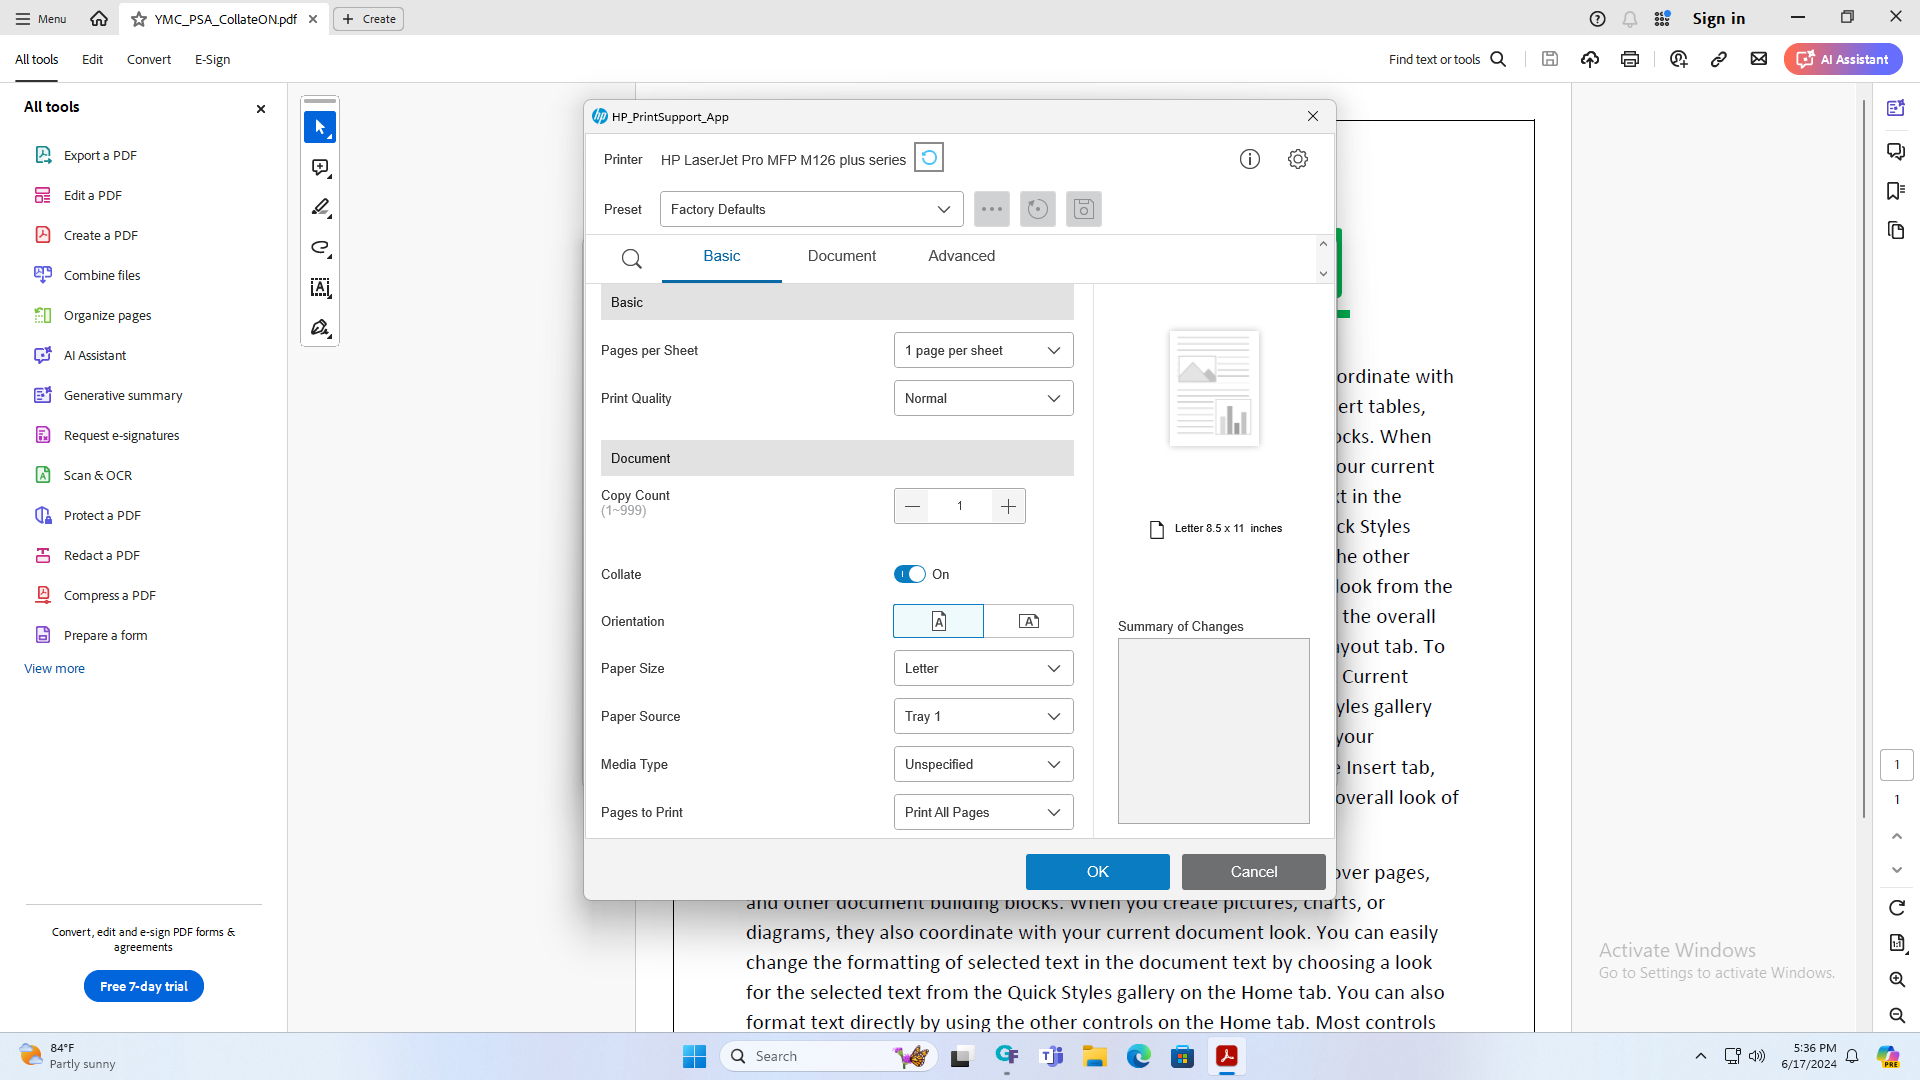 Menu
YMC_PSA_CollateON.pdf
Create
Sign in
All tools
Edit
Convert
E-Sign
Find text or tools
AI Assistant
All tools
Export a PDF
Edit a PDF
Create a PDF
Combine files
Organize pages
AI Assistant
Generative summary
Request e-signatures
Scan & OCR
Protect a PDF
Redact a PDF
Compress a PDF
Prepare a form
View more
Convert, edit and e-sign PDF forms &
agreements
Free 7-day trial
HP_PrintSupport_App
Printer HP LaserJet Pro MFP M126 plus series
Preset Factory Defaults
Basic Document Advanced
Basic
Pages per Sheet 1 page per sheet
Print Quality Normal
Document
Copy Count
(1~999)
1
Collate On
Orientation
Paper Size Letter
Paper Source Tray 1
Media Type Unspecified
Pages to Print Print All Pages
Letter 8.5 x 11 inches
Summary of Changes
OK Cancel
ordinate with
ert tables,
ocks. When
our current
xt in the
ck Styles
he other
look from the
the overall
ayout tab. To
Current
yles gallery
your
e Insert tab,
overall look of
over pages,
and other document building blocks. When you create pictures, charts, or
diagrams, they also coordinate with your current document look. You can easily
change the formatting of selected text in the document text by choosing a look
for the selected text from the Quick Styles gallery on the Home tab. You can also
format text directly by using the other controls on the Home tab. Most controls
1
1
Activate Windows
Go to Settings to activate Windows.
84°F
Partly sunny
Search
5:36 PM
6/17/2024
PRE